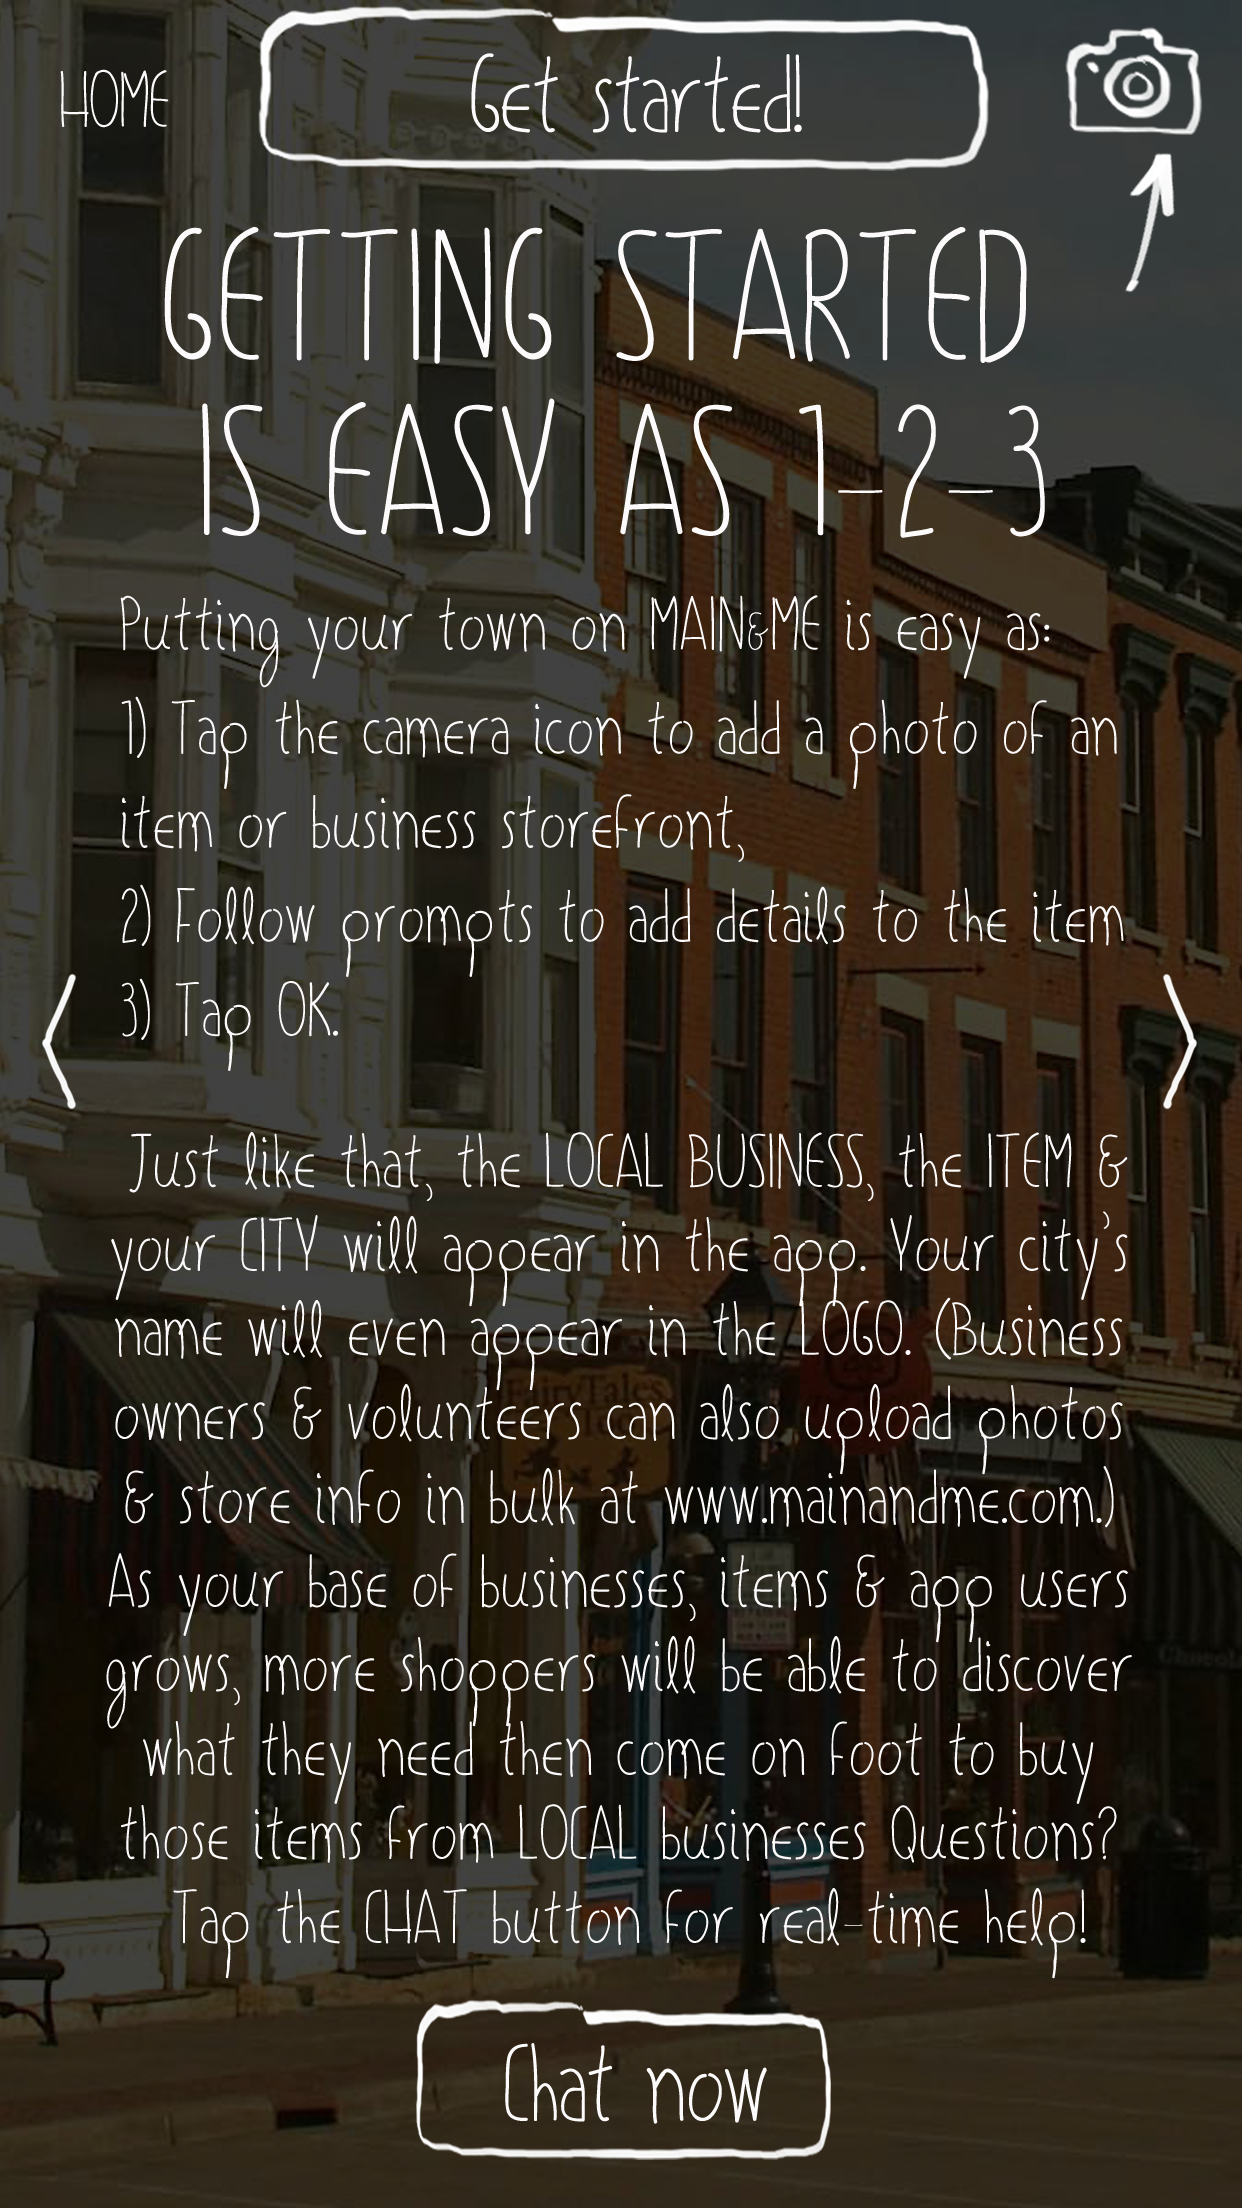 HOME
Get started!
GETTING STARTED
IS EASY AS 1-2-3
Putting your town on MAIN&ME is easy as:
1) Tap the camera icon to add a photo of an
item or business storefront,
2) Follow prompts to add details to the item
3) Tap OK.
Just like that, the LOCAL BUSINESS, the ITEM &
your CITY will appear in the app. Your city's
name will even appear in the LOGO. (Business
owners & volunteers can also upload photos
& store info in bulk at www.mainandme.com.)
As your base of businesses, items & app users
grows, more shoppers will be able to discover
what they need then come on foot to buy
those items from LOCAL businesses Questions?
Tap the CHAT button for real-time help!
Chat now
FairyTales